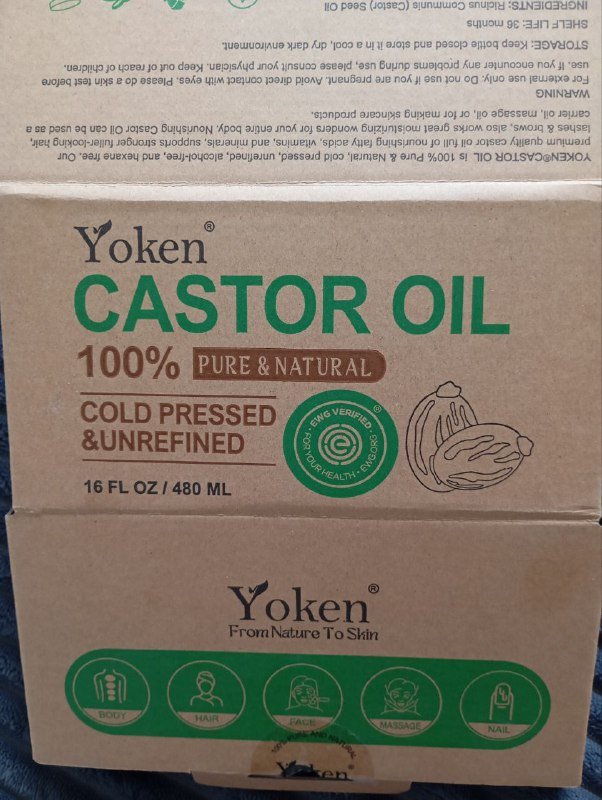 YOKEN®CASTOR OIL is 100% Pure & Natural, cold pressed, unrefined, alcohol-free, and hexane free. Our
premium quality castor oil full of nourishing fatty acids, vitamins, and minerals, supports stronger fuller-looking hair,
lashes & brows, also works great moisturizing wonders for your entire body. Nourishing Castor Oil can be used as a
carrier oil, massage oil, or for making skincare products.
WARNING
For external use only. Do not use if you are pregnant. Avoid direct contact with eyes. Please do a skin test before
use. If you encounter any problems during use, please consult your physician. Keep out of reach of children.
STORAGE: Keep bottle closed and store it in a cool, dry dark environment.
SHELF LIFE: 36 months
INGREDIENTS: Ricinus Communis (Castor) Seed Oil
Yoken®
CASTOR OIL
100% PURE & NATURAL
COLD PRESSED
&UNREFINED
EWG VERIFIED ®
FOR YOUR HEALTH • EWG.ORG
16 FL OZ / 480 ML
Yoken®
From Nature To Skin
BODY
HAIR
FACE
MASSAGE
NAIL
100% PURE AND NATURAL
Yoken